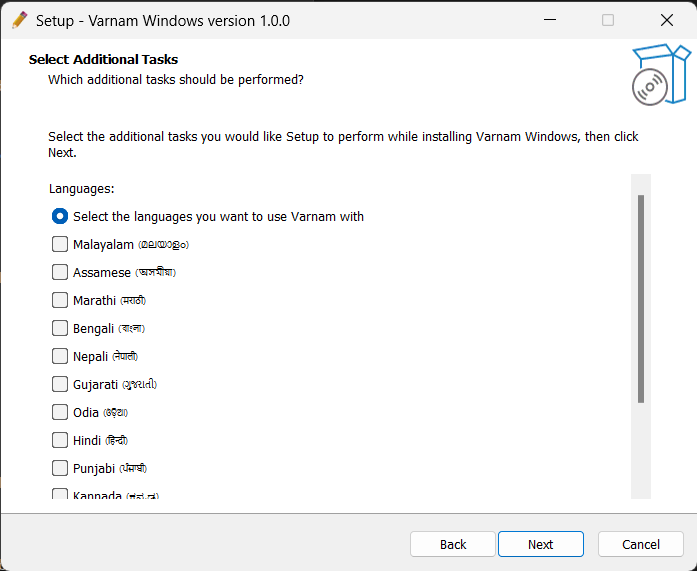 Setup - Varnam Windows version 1.0.0
Select Additional Tasks
Which additional tasks should be performed?
Select the additional tasks you would like Setup to perform while installing Varnam Windows, then click
Next.
Languages:
Select the languages you want to use Varnam with
Malayalam (മലയാളം)
Assamese (অসমীয়া)
Marathi (मराठी)
Bengali (বাংলা)
Nepali (नेपाली)
Gujarati (ગુજરાતી)
Odia (ଓଡ଼ିଆ)
Hindi (हिन्दी)
Punjabi (ਪੰਜਾਬੀ)
Kannada (ಕನ್ನಡ)
Back Next Cancel